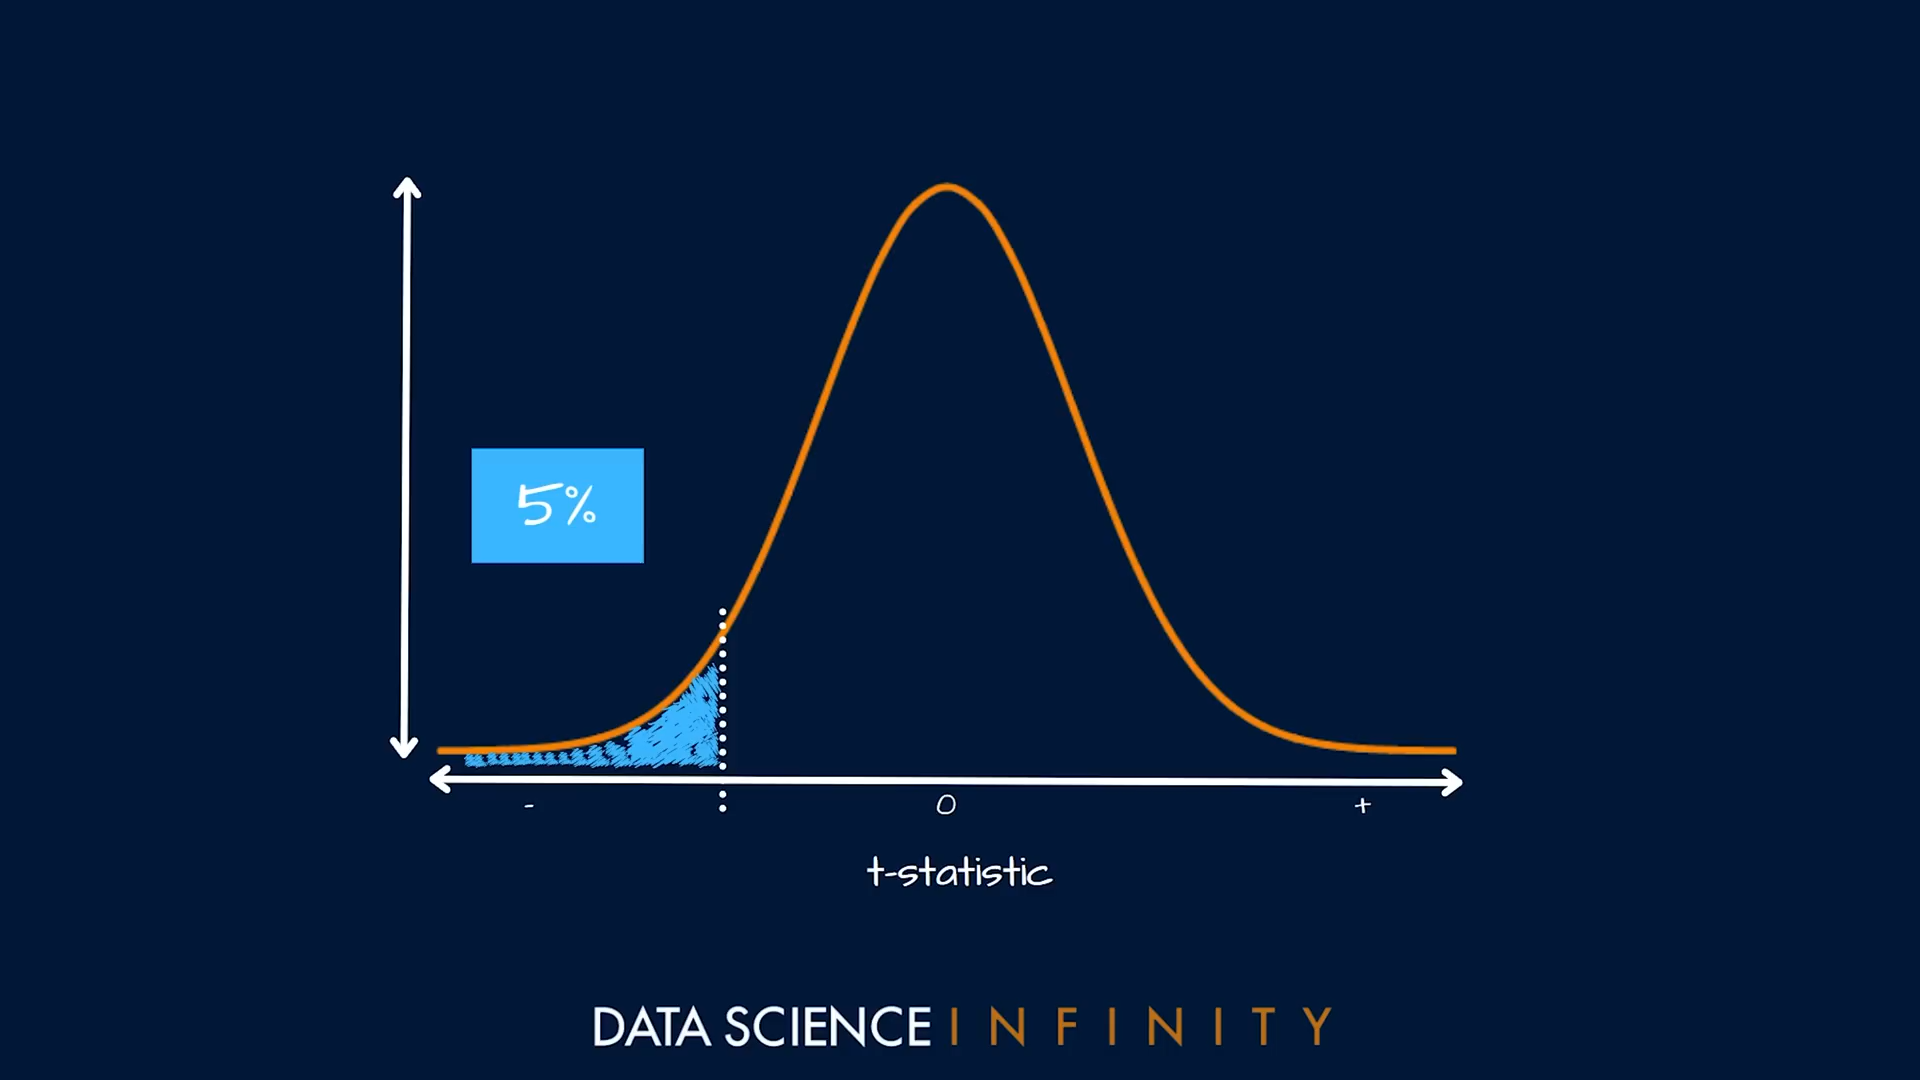 5%
- 0 +
t-statistic
DATA SCIENCE INFINITY